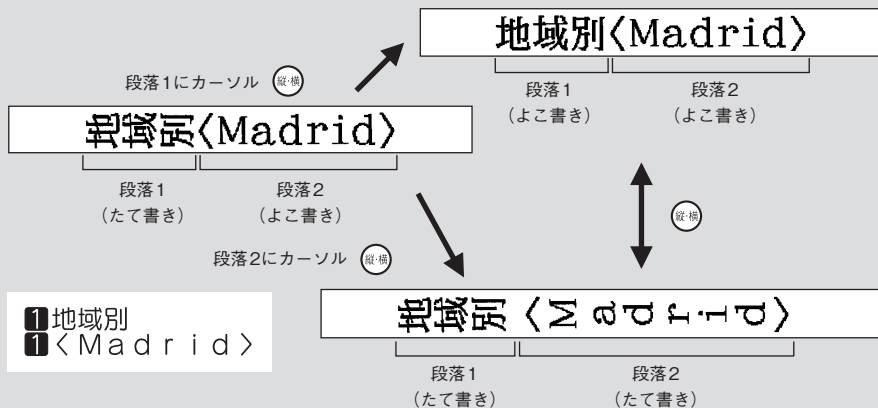 地域別〈Madrid〉
段落1
（よこ書き）
段落2
（よこ書き）
段落1にカーソル 縦・横
地域別〈Madrid〉
段落1
（たて書き）
段落2
（よこ書き）
段落2にカーソル 縦・横
縦・横
1地域別
1〈Madrid〉
地域別〈Madrid〉
段落1
（たて書き）
段落2
（たて書き）